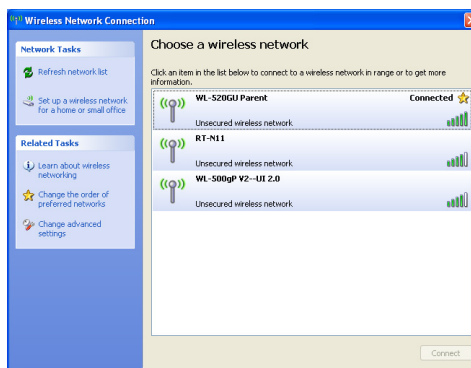 Wireless Network Connection
Network Tasks
Refresh network list
Set up a wireless network
for a home or small office
Related Tasks
Learn about wireless
networking
Change the order of
preferred networks
Change advanced
settings
Choose a wireless network
Click an item in the list below to connect to a wireless network in range or to get more
information.
WL-520GU Parent Connected
Unsecured wireless network
RT-N11
Unsecured wireless network
WL-500gP V2--UI 2.0
Unsecured wireless network
Connect